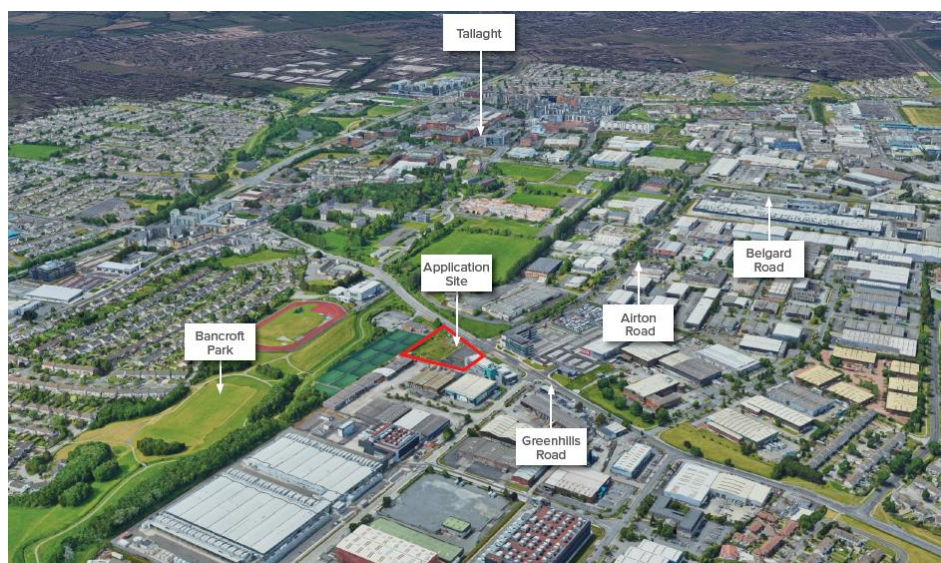 Tallaght
Application
Site
Belgard
Road
Airton
Road
Bancroft
Park
Greenhills
Road